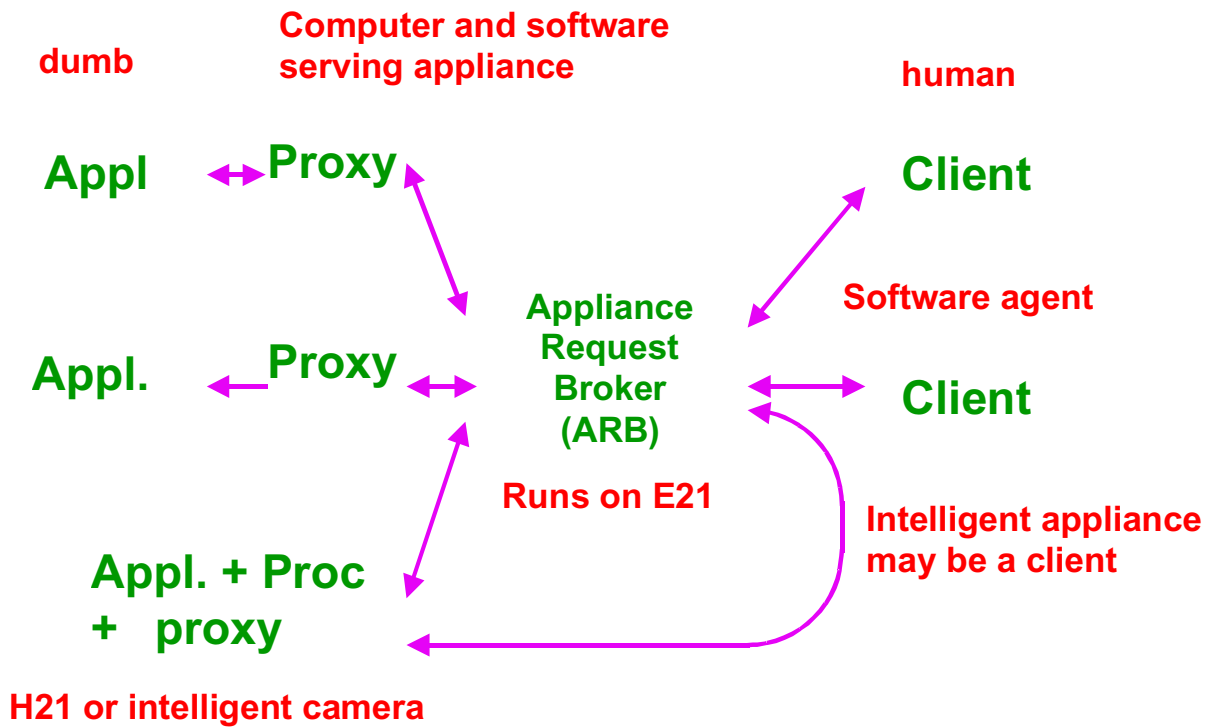 dumb
Computer and software
serving appliance
human
Appl
Proxy
Client
Software agent
Appliance
Request
Broker
(ARB)
Appl.
Proxy
Client
Runs on E21
Intelligent appliance
may be a client
Appl. + Proc
+ proxy
H21 or intelligent camera